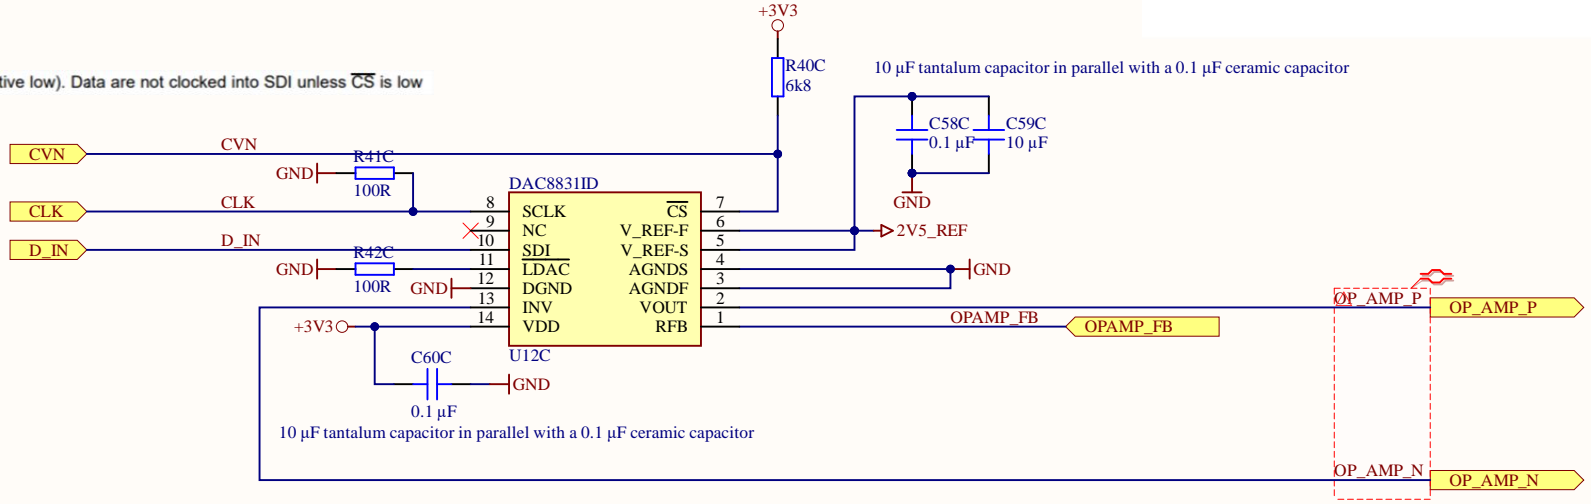 +3V3
R40C
6k8
tive low). Data are not clocked into SDI unless CS is low
10 µF tantalum capacitor in parallel with a 0.1 µF ceramic capacitor
C58C
0.1 µF
C59C
10 µF
GND
CVN
CVN
GND
R41C
100R
CLK
CLK
D_IN
D_IN
GND
R42C
100R
GND
+3V3
DAC8831ID
8 SCLK CS 7
9 NC V_REF-F 6
10 SDI V_REF-S 5
11 LDAC AGNDS 4
12 DGND AGNDF 3
13 INV VOUT 2
14 VDD RFB 1
U12C
2V5_REF
GND
OPAMP_FB
OPAMP_FB
OP_AMP_P
OP_AMP_P
C60C
0.1 µF
GND
10 µF tantalum capacitor in parallel with a 0.1 µF ceramic capacitor
OP_AMP_N
OP_AMP_N